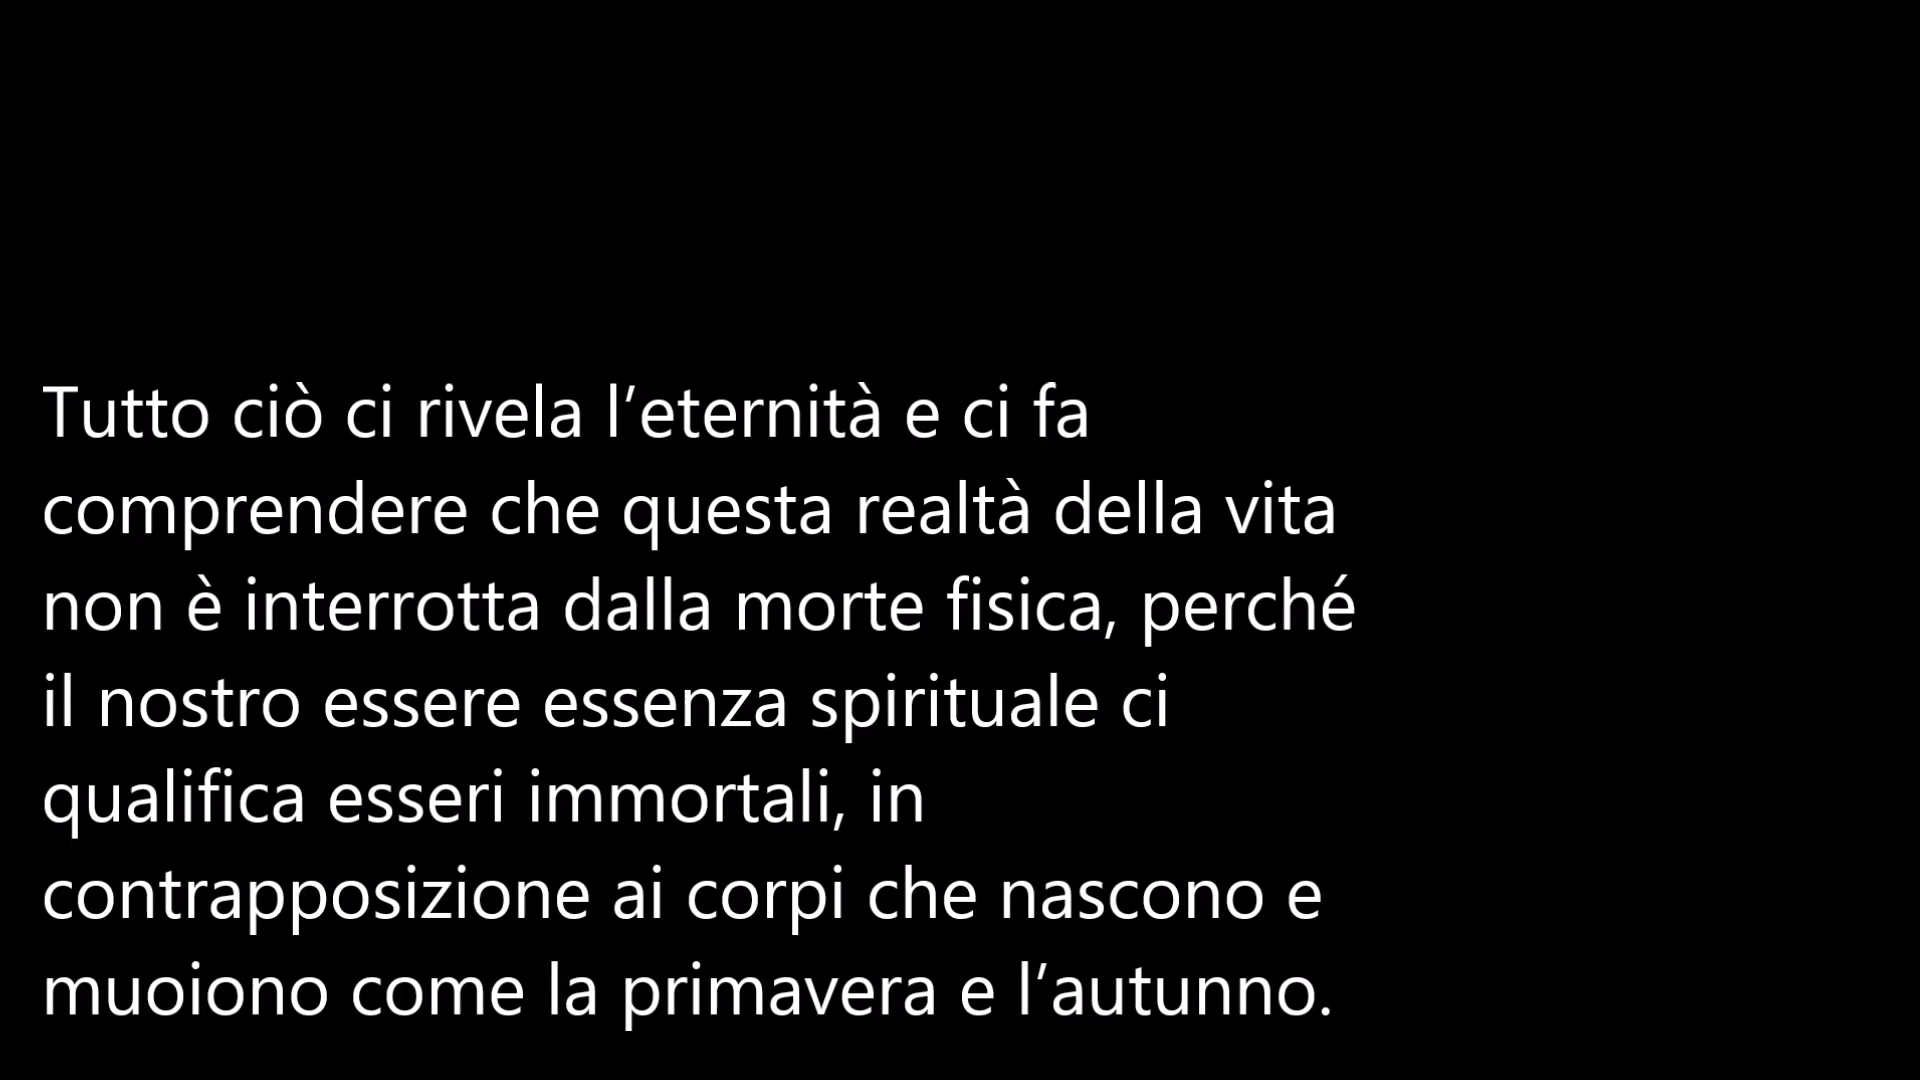 Tutto ciò ci rivela l’eternità e ci fa
comprendere che questa realtà della vita
non è interrotta dalla morte fisica, perché
il nostro essere essenza spirituale ci
qualifica esseri immortali, in
contrapposizione ai corpi che nascono e
muoiono come la primavera e l’autunno.